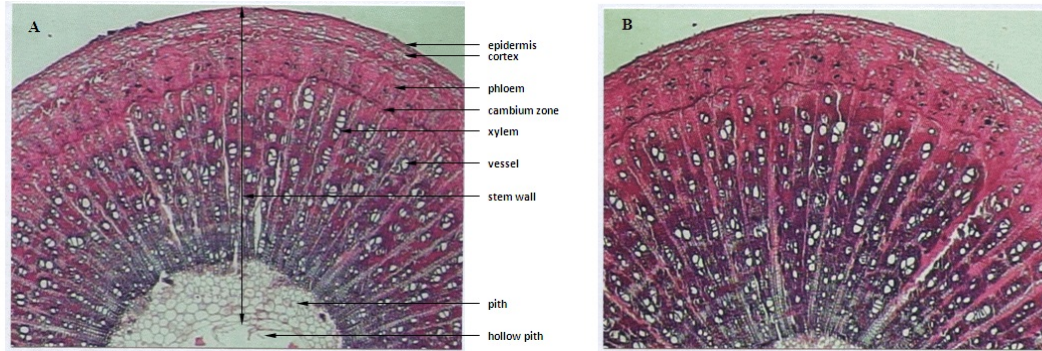 A
B
epidermis
cortex
phloem
cambium zone
xylem
vessel
stem wall
pith
hollow pith